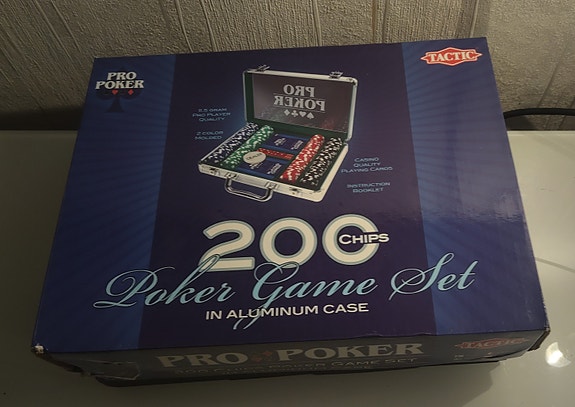 PRO
POKER
TACTIC
PRO
POKER
5.5 GRAM
PRO PLAYER
QUALITY
2 COLOR
MOLDED
CASINO
QUALITY
PLAYING CARDS
INSTRUCTION
BOOKLET
200 CHIPS
Poker Game Set
IN ALUMINUM CASE
PRO POKER
TACTIC